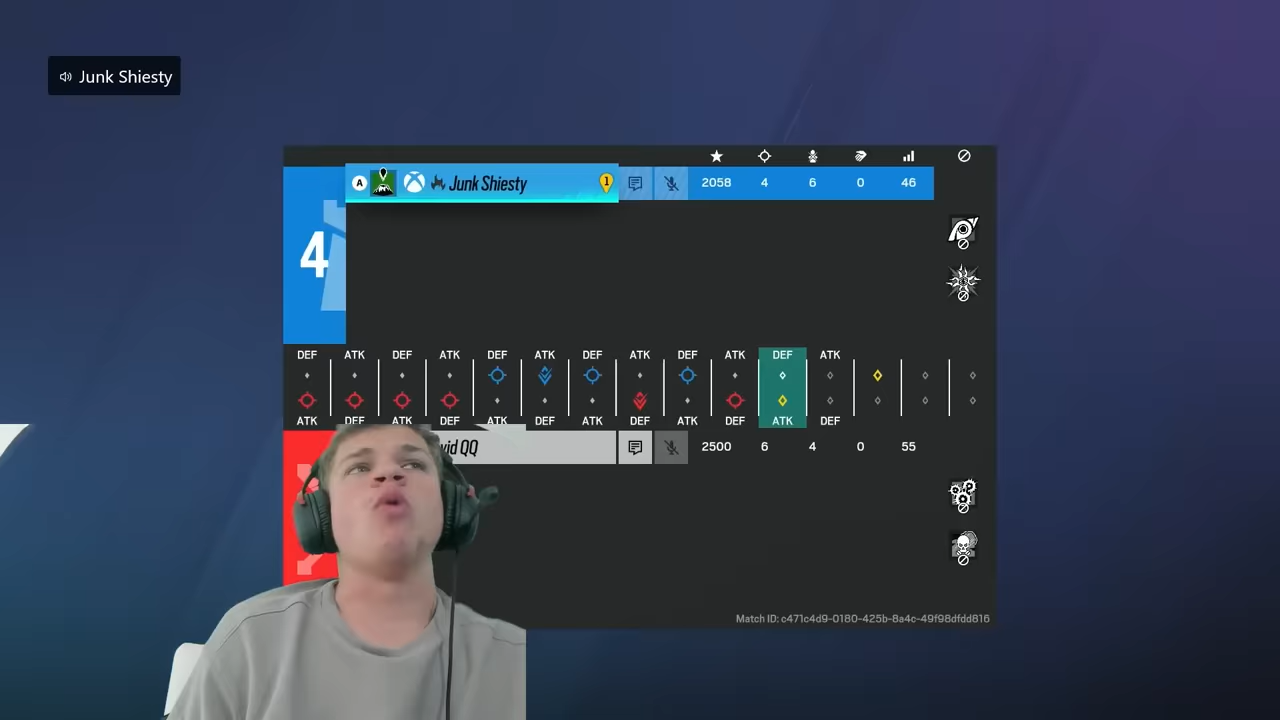 Junk Shiesty
A Junk Shiesty 1 2058 4 6 0 46
4
DEF ATK DEF ATK DEF ATK DEF ATK DEF ATK DEF ATK
ATK DEF ATK DEF ATK DEF ATK DEF ATK DEF ATK DEF
QQ 2500 6 4 0 55
Match ID: c471c4d9-0180-425b-8a4c-49f98dfdd816